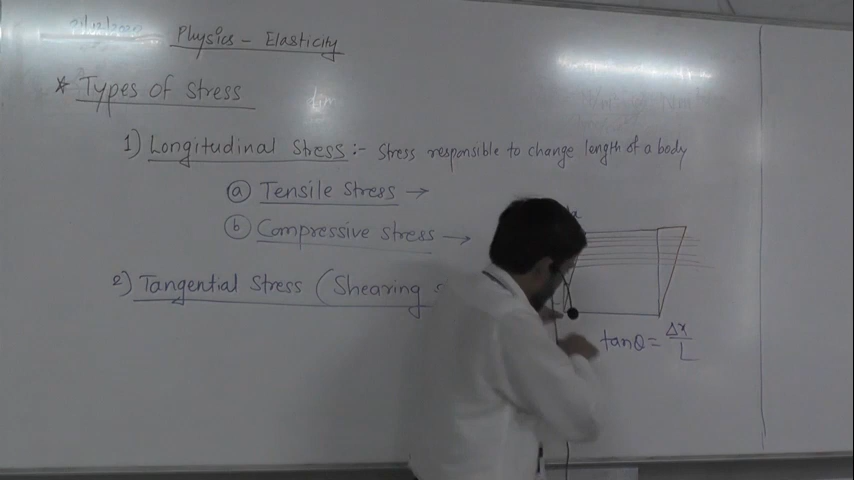 Physics - Elasticity
* Types of Stress
1) Longitudinal Stress :- Stress responsible to change length of a body
(a) Tensile Stress →
(b) Compressive Stress →
2) Tangential Stress (Shearing
tanθ = Δx/L